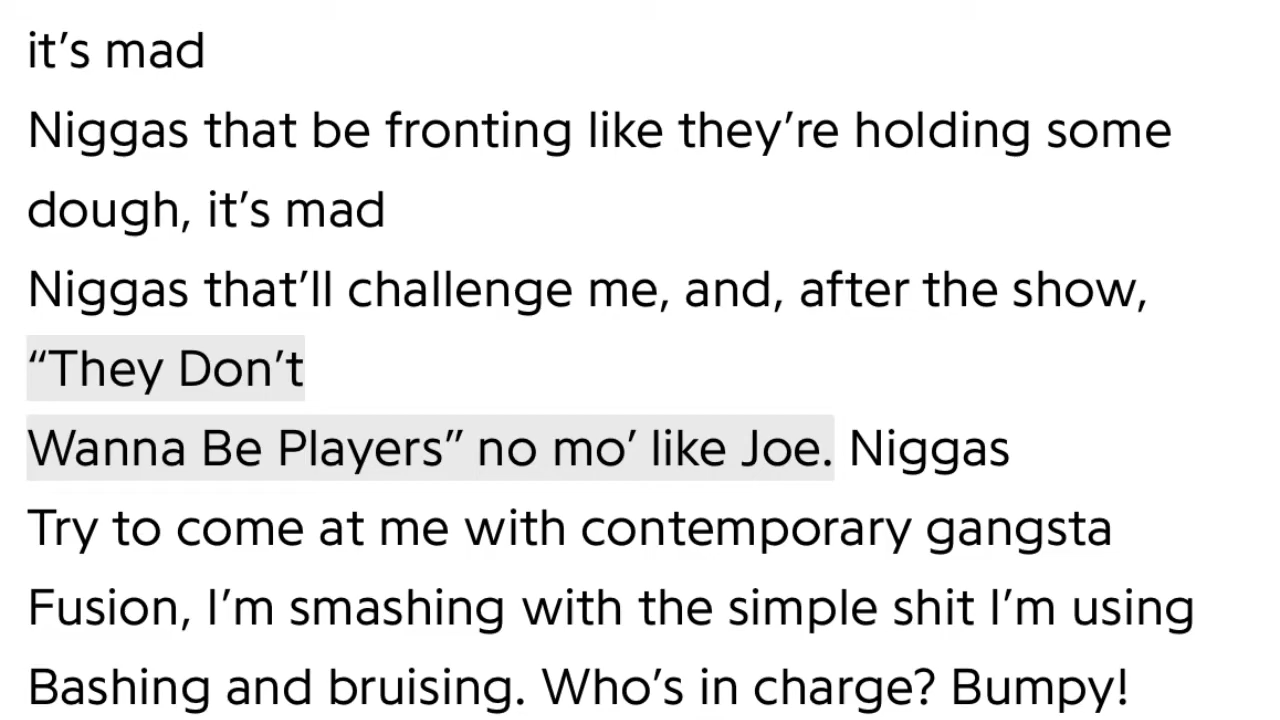 it’s mad
Niggas that be fronting like they’re holding some
dough, it’s mad
Niggas that’ll challenge me, and, after the show,
“They Don’t
Wanna Be Players” no mo’ like Joe. Niggas
Try to come at me with contemporary gangsta
Fusion, I’m smashing with the simple shit I’m using
Bashing and bruising. Who’s in charge? Bumpy!